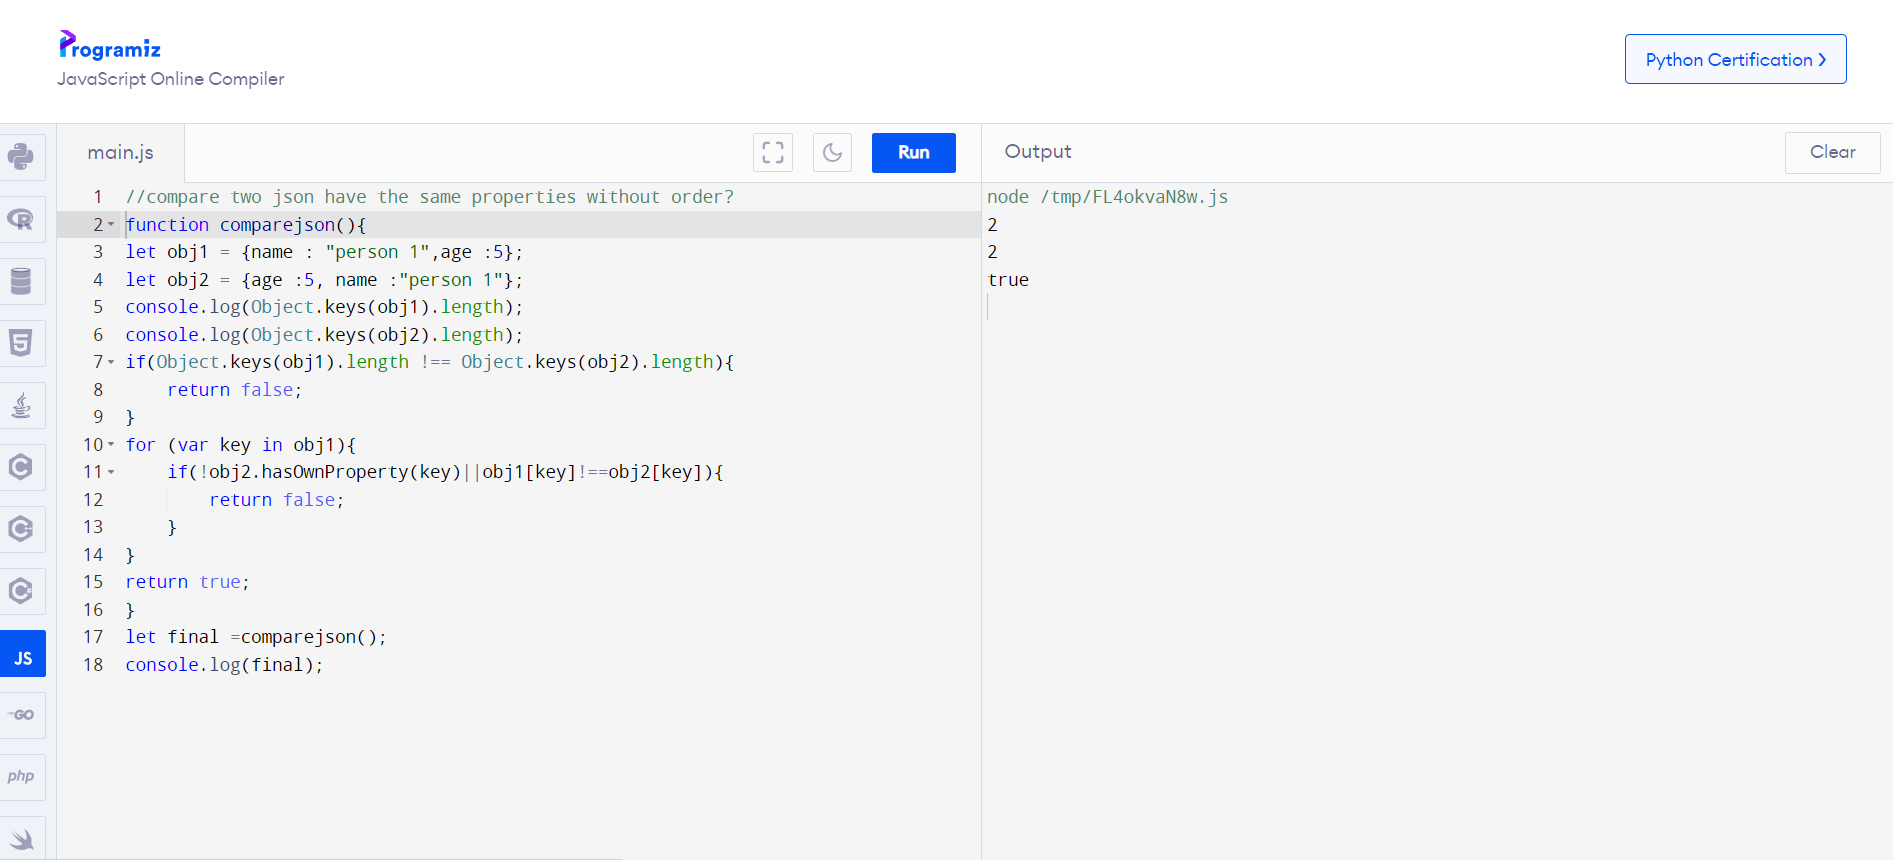 Programiz
JavaScript Online Compiler
Python Certification
main.js
Run
Output
Clear
1 //compare two json have the same properties without order?
2 function comparejson(){
3 let obj1 = {name : "person 1",age :5};
4 let obj2 = {age :5, name :"person 1"};
5 console.log(Object.keys(obj1).length);
6 console.log(Object.keys(obj2).length);
7 if(Object.keys(obj1).length !== Object.keys(obj2).length){
8 return false;
9 }
10 for (var key in obj1){
11 if(!obj2.hasOwnProperty(key)||obj1[key]!==obj2[key]){
12 return false;
13 }
14 }
15 return true;
16 }
17 let final =comparejson();
18 console.log(final);
node /tmp/FL4okvaN8w.js
2
2
true
R
5
C
C
C
JS
GO
php